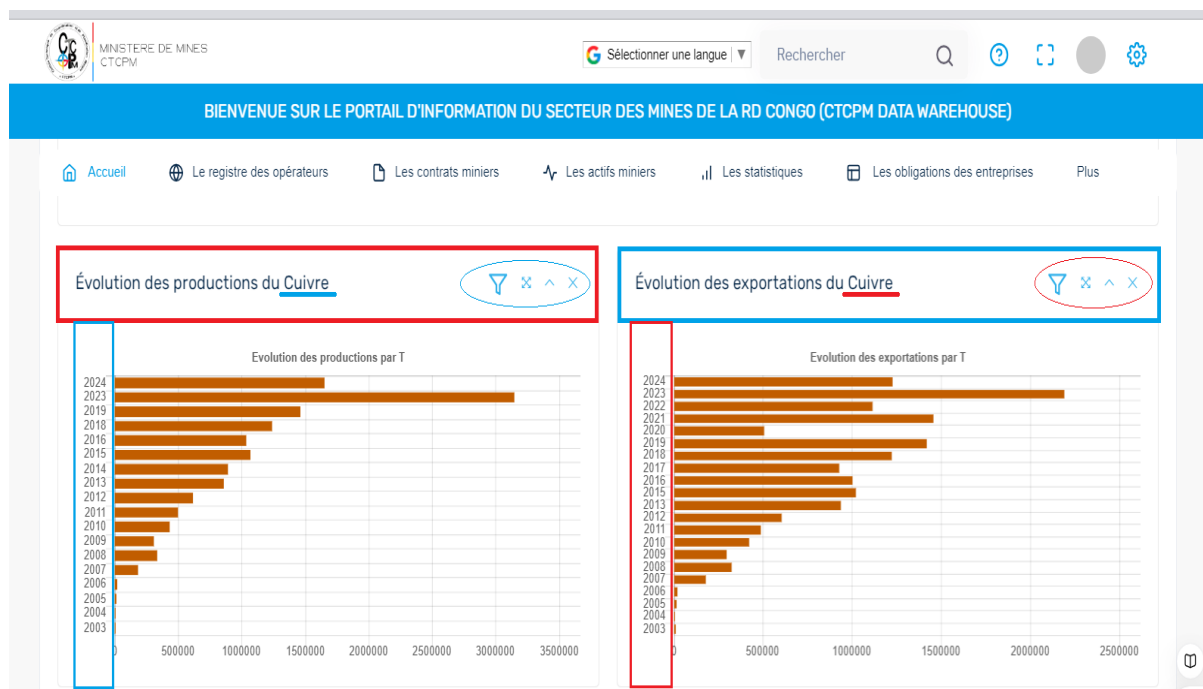 MINISTERE DE MINES
CTCPM
Sélectionner une langue ▼
Rechercher
BIENVENUE SUR LE PORTAIL D'INFORMATION DU SECTEUR DES MINES DE LA RD CONGO (CTCPM DATA WAREHOUSE)
Accueil
Le registre des opérateurs
Les contrats miniers
Les actifs miniers
Les statistiques
Les obligations des entreprises
Plus
Évolution des productions du Cuivre
Evolution des productions par T
2024
2023
2019
2018
2016
2015
2014
2013
2012
2011
2010
2009
2008
2007
2006
2005
2004
2003
0 500000 1000000 1500000 2000000 2500000 3000000 3500000
Évolution des exportations du Cuivre
Evolution des exportations par T
2024
2023
2022
2021
2020
2019
2018
2017
2016
2015
2013
2012
2011
2010
2009
2008
2007
2006
2005
2004
2003
0 500000 1000000 1500000 2000000 2500000